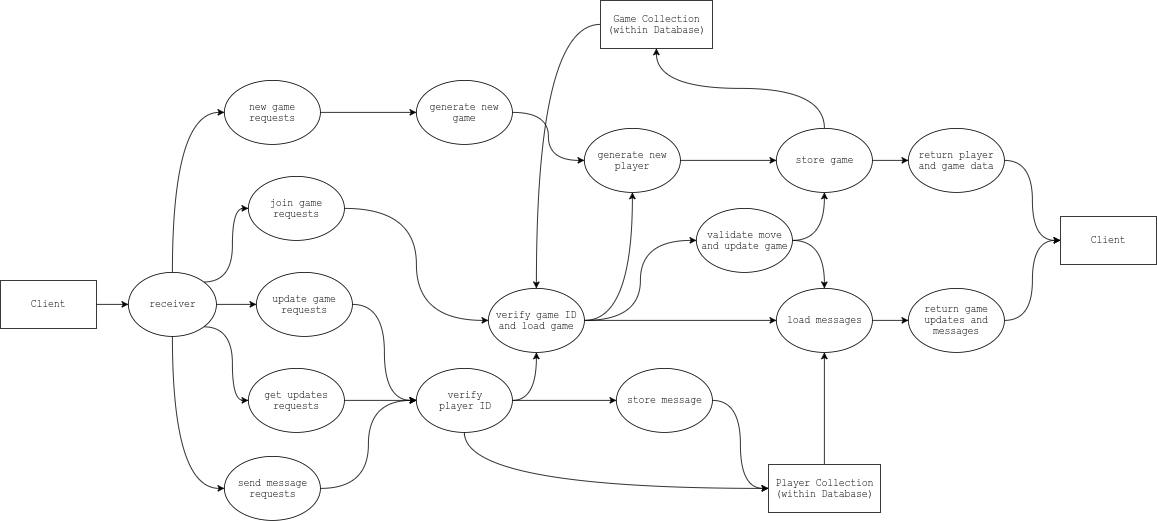 Game Collection
(within Database)
new game
requests
generate new
game
generate new
player
store game
return player
and game data
join game
requests
validate move
and update game
Client
Client
receiver
update game
requests
verify game ID
and load game
load messages
return game
updates and
messages
get updates
requests
verify
player ID
store message
send message
requests
Player Collection
(within Database)